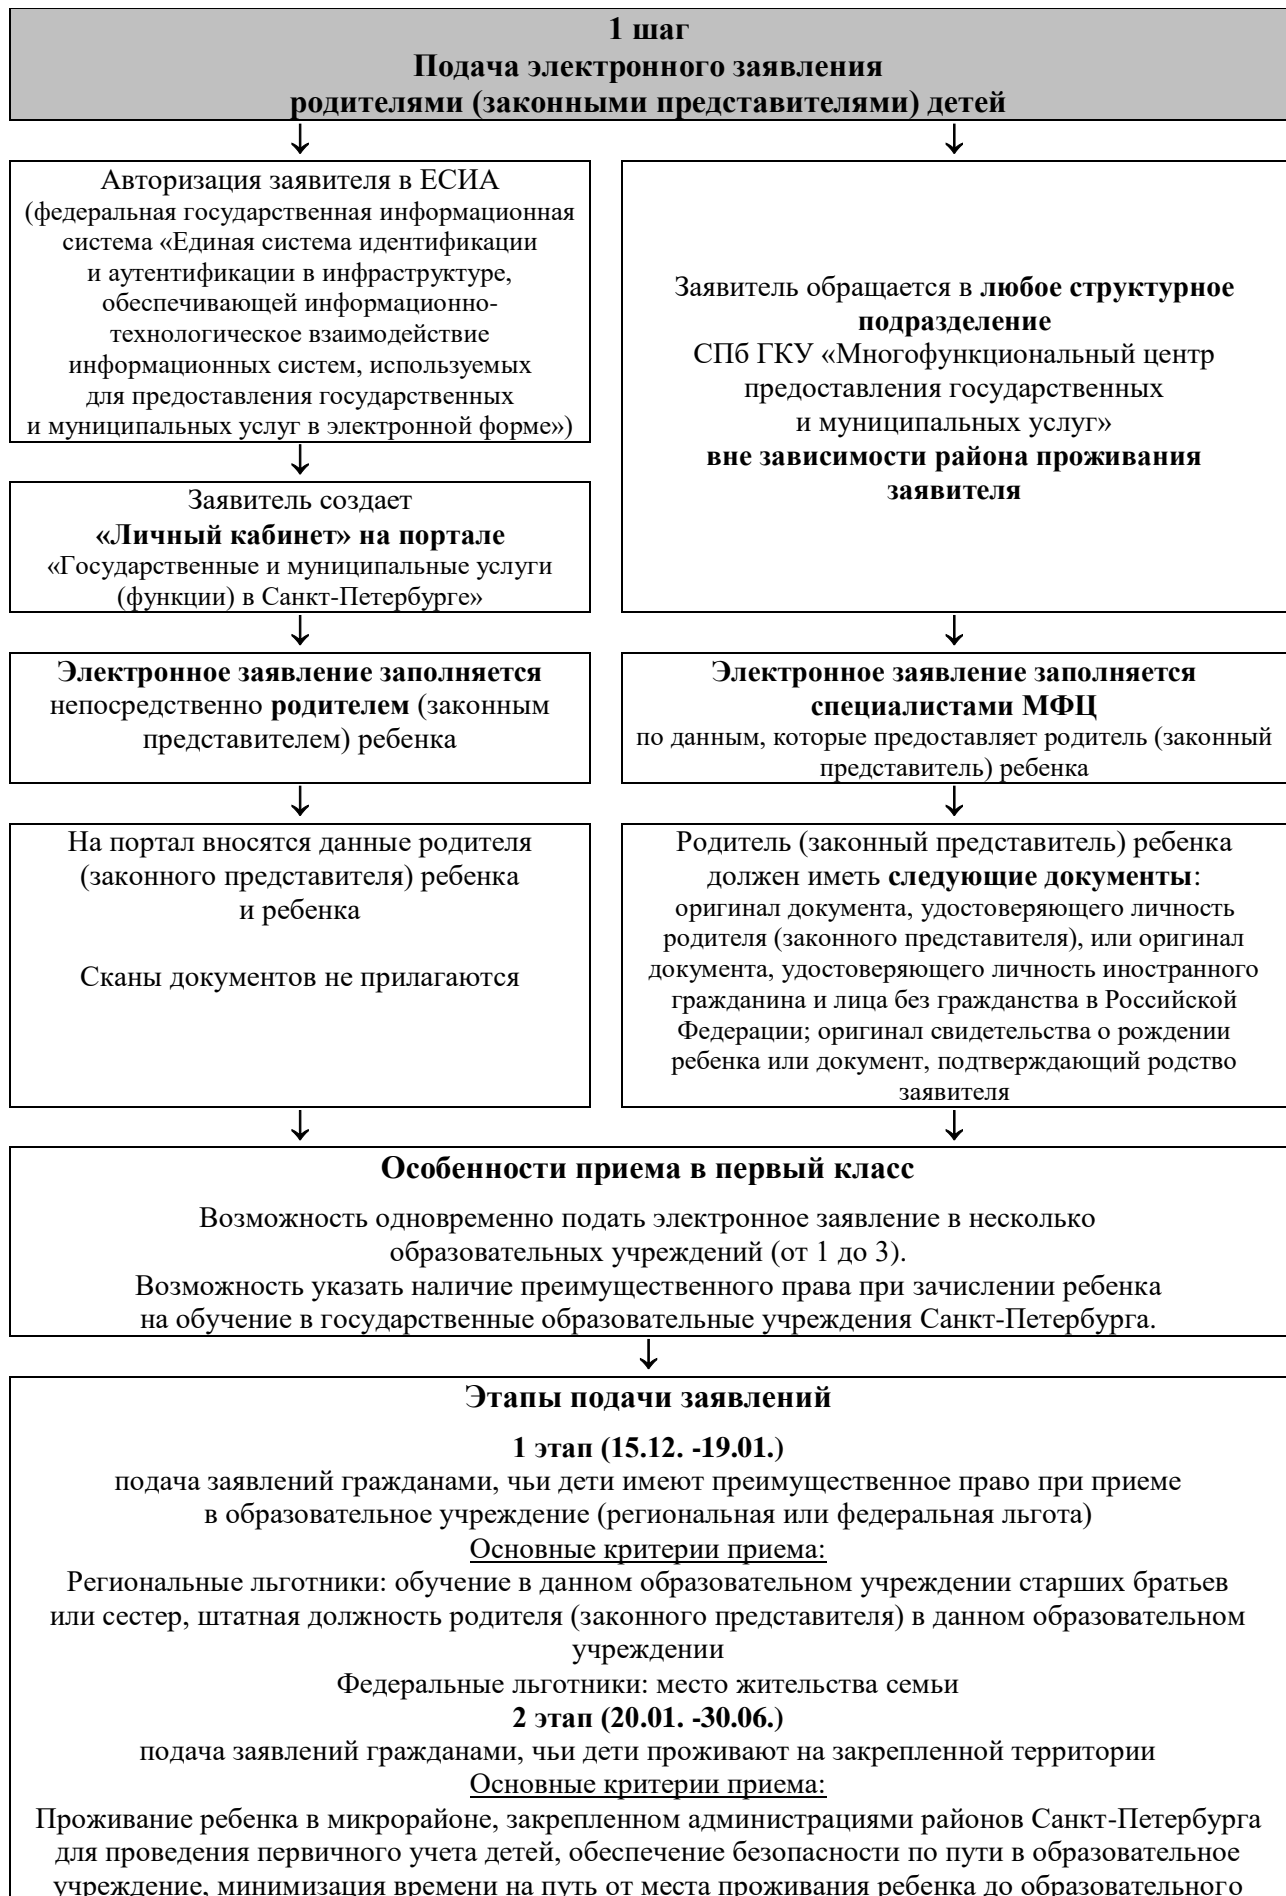 1 шаг
Подача электронного заявления
родителями (законными представителями) детей
↓
↓
Авторизация заявителя в ЕСИА
(федеральная государственная информационная
система «Единая система идентификации
и аутентификации в инфраструктуре,
обеспечивающей информационно-
технологическое взаимодействие
информационных систем, используемых
для предоставления государственных
и муниципальных услуг в электронной форме»)
↓
Заявитель создает
«Личный кабинет» на портале
«Государственные и муниципальные услуги
(функции) в Санкт-Петербурге»
↓
Электронное заявление заполняется
непосредственно родителем (законным
представителем) ребенка
↓
На портал вносятся данные родителя
(законного представителя) ребенка
и ребенка
Сканы документов не прилагаются
↓
Заявитель обращается в любое структурное
подразделение
СПб ГКУ «Многофункциональный центр
предоставления государственных
и муниципальных услуг»
вне зависимости района проживания
заявителя
↓
Электронное заявление заполняется
специалистами МФЦ
по данным, которые предоставляет родитель (законный
представитель) ребенка
↓
Родитель (законный представитель) ребенка
должен иметь следующие документы:
оригинал документа, удостоверяющего личность
родителя (законного представителя), или оригинал
документа, удостоверяющего личность иностранного
гражданина и лица без гражданства в Российской
Федерации; оригинал свидетельства о рождении
ребенка или документ, подтверждающий родство
заявителя
↓
Особенности приема в первый класс
Возможность одновременно подать электронное заявление в несколько
образовательных учреждений (от 1 до 3).
Возможность указать наличие преимущественного права при зачислении ребенка
на обучение в государственные образовательные учреждения Санкт-Петербурга.
↓
Этапы подачи заявлений
1 этап (15.12. -19.01.)
подача заявлений гражданами, чьи дети имеют преимущественное право при приеме
в образовательное учреждение (региональная или федеральная льгота)
Основные критерии приема:
Региональные льготники: обучение в данном образовательном учреждении старших братьев
или сестер, штатная должность родителя (законного представителя) в данном образовательном
учреждении
Федеральные льготники: место жительства семьи
2 этап (20.01. -30.06.)
подача заявлений гражданами, чьи дети проживают на закрепленной территории
Основные критерии приема:
Проживание ребенка в микрорайоне, закрепленном администрациями районов Санкт-Петербурга
для проведения первичного учета детей, обеспечение безопасности по пути в образовательное
учреждение, минимизация времени на путь от места проживания ребенка до образовательного